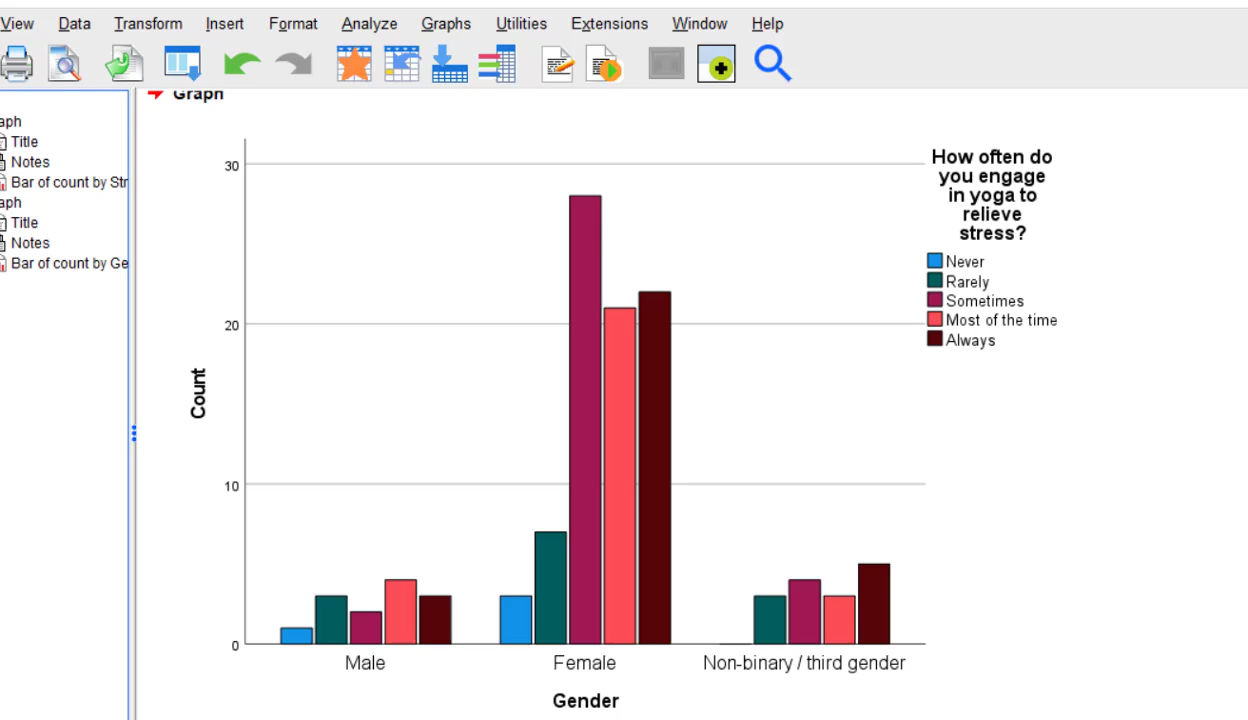 View Data Transform Insert Format Analyze Graphs Utilities Extensions Window Help
Graph
aph
Title
Notes
Bar of count by Str
aph
Title
Notes
Bar of count by Ge
30
20
10
0
Count
Male
Female
Non-binary / third gender
Gender
How often do
you engage
in yoga to
relieve
stress?
Never
Rarely
Sometimes
Most of the time
Always